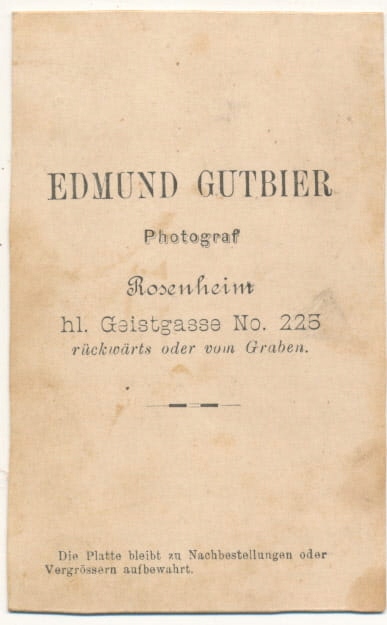 EDMUND GUTBIER
Photograf
Rosenheim
hl. Geistgasse No. 225
rückwärts oder vom Graben.
Die Platte bleibt zu Nachbestellungen oder
Vergrössern aufbewahrt.